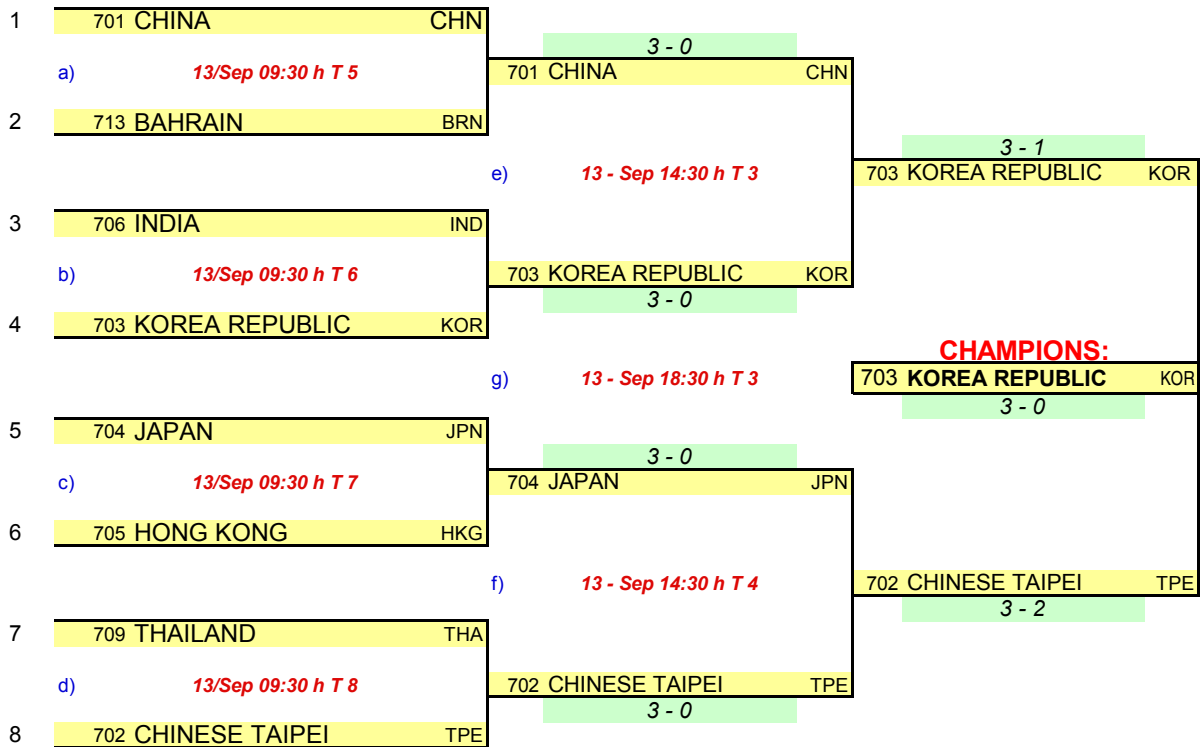 1 701 CHINA CHN
3 - 0
a) 13/Sep 09:30 h T 5 701 CHINA CHN
2 713 BAHRAIN BRN
3 - 1
e) 13 - Sep 14:30 h T 3 703 KOREA REPUBLIC KOR
3 706 INDIA IND
b) 13/Sep 09:30 h T 6 703 KOREA REPUBLIC KOR
3 - 0
4 703 KOREA REPUBLIC KOR
CHAMPIONS:
g) 13 - Sep 18:30 h T 3 703 KOREA REPUBLIC KOR
3 - 0
5 704 JAPAN JPN
3 - 0
c) 13/Sep 09:30 h T 7 704 JAPAN JPN
6 705 HONG KONG HKG
f) 13 - Sep 14:30 h T 4 702 CHINESE TAIPEI TPE
3 - 2
7 709 THAILAND THA
d) 13/Sep 09:30 h T 8 702 CHINESE TAIPEI TPE
3 - 0
8 702 CHINESE TAIPEI TPE